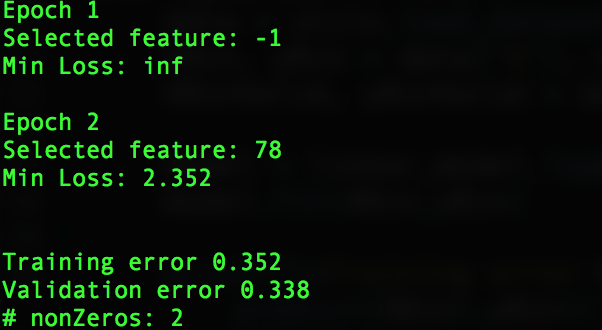 Epoch 1
Selected feature: -1
Min Loss: inf
Epoch 2
Selected feature: 78
Min Loss: 2.352
Training error 0.352
Validation error 0.338
# nonZeros: 2